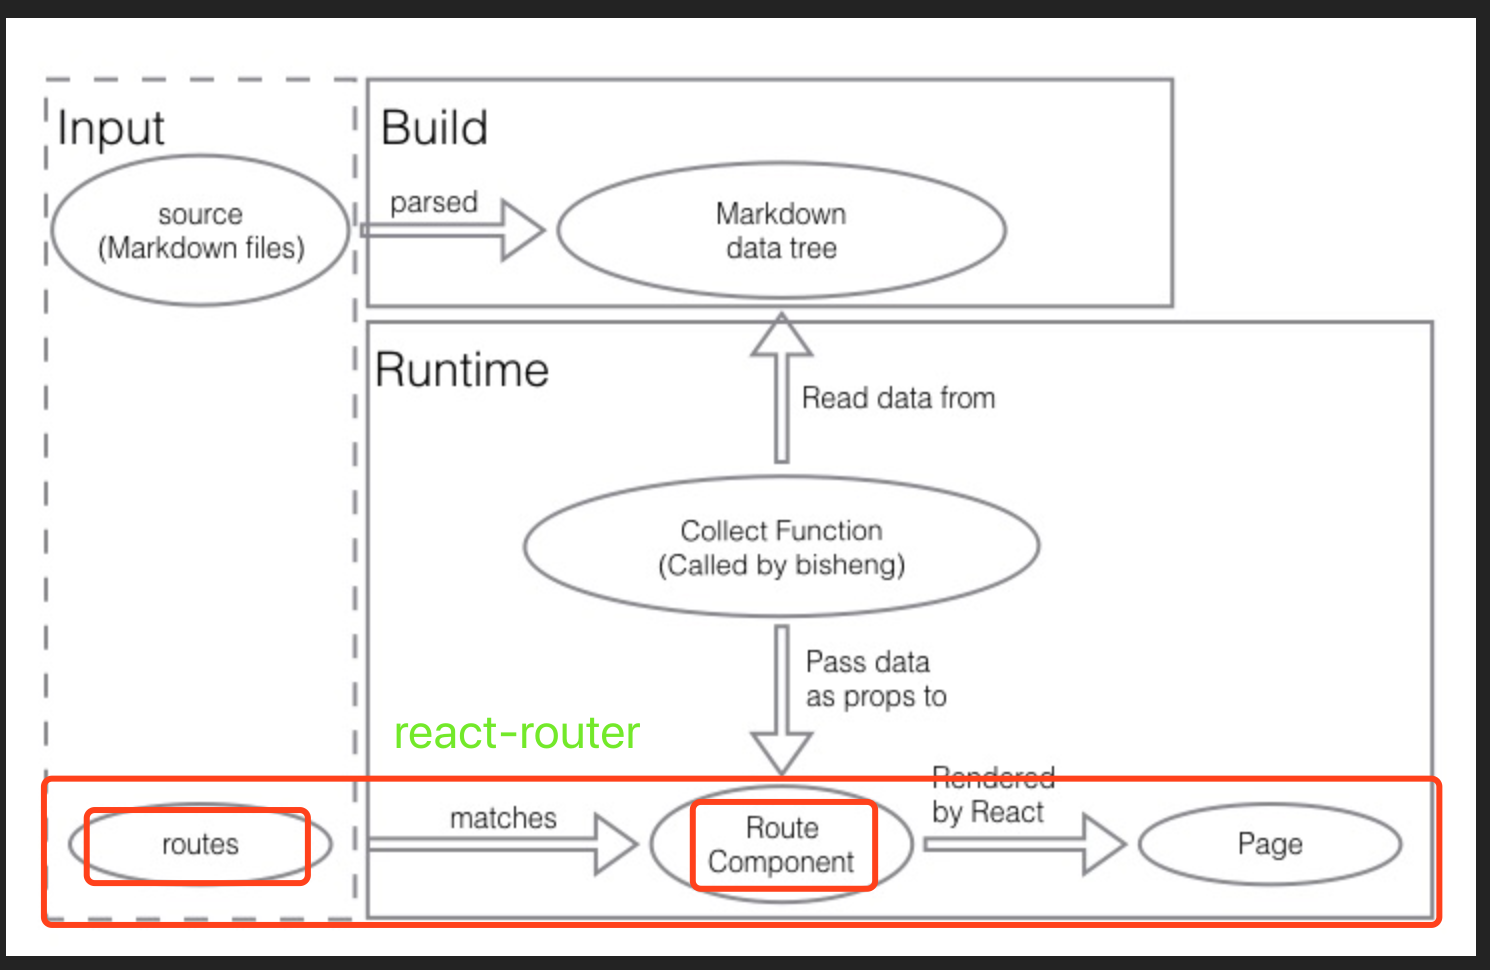 Input
Build
source
(Markdown files)
parsed
Markdown
data tree
Runtime
Read data from
Collect Function
(Called by bisheng)
Pass data
as props to
react-router
routes
matches
Route
Component
Rendered
by React
Page